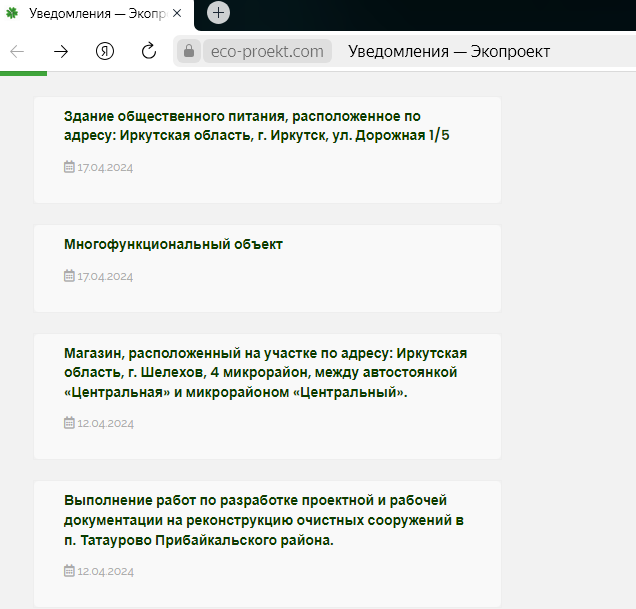 Уведомления — Экопр
Я
eco-proekt.com Уведомления — Экопроект
Здание общественного питания, расположенное по
адресу: Иркутская область, г. Иркутск, ул. Дорожная 1/5
17.04.2024
Многофункциональный объект
17.04.2024
Магазин, расположенный на участке по адресу: Иркутская
область, г. Шелехов, 4 микрорайон, между автостоянкой
«Центральная» и микрорайоном «Центральный».
12.04.2024
Выполнение работ по разработке проектной и рабочей
документации на реконструкцию очистных сооружений в
п. Татаурово Прибайкальского района.
12.04.2024